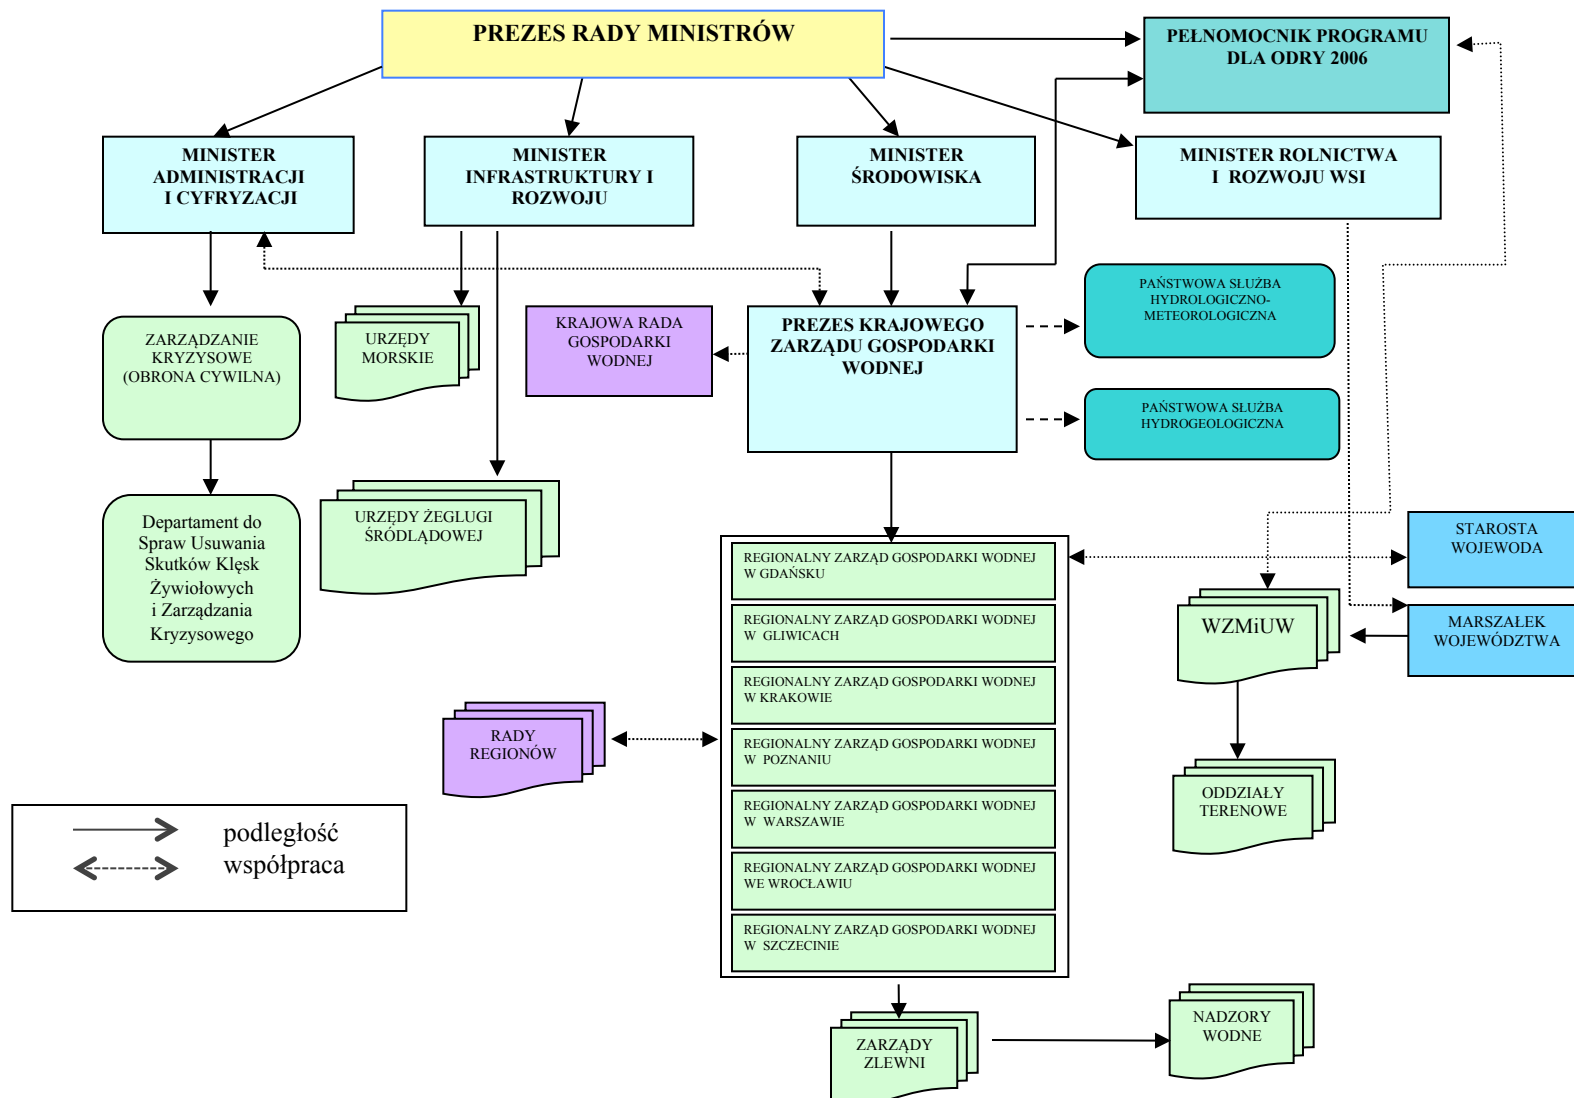 PREZES RADY MINISTRÓW
PEŁNOMOCNIK PROGRAMU
DLA ODRY 2006
MINISTER
ADMINISTRACJI
I CYFRYZACJI
MINISTER
INFRASTRUKTURY I
ROZWOJU
MINISTER
ŚRODOWISKA
MINISTER ROLNICTWA
I ROZWOJU WSI
ZARZĄDZANIE
KRYZYSOWE
(OBRONA CYWILNA)
URZĘDY
MORSKIE
KRAJOWA RADA
GOSPODARKI
WODNEJ
PREZES KRAJOWEGO
ZARZĄDU GOSPODARKI
WODNEJ
PAŃSTWOWA SŁUŻBA
HYDROLOGICZNO-
METEOROLOGICZNA
PAŃSTWOWA SŁUŻBA
HYDROGEOLOGICZNA
Departament do
Spraw Usuwania
Skutków Klęsk
Żywiołowych
i Zarządzania
Kryzysowego
URZĘDY ŻEGLUGI
ŚRÓDLĄDOWEJ
REGIONALNY ZARZĄD GOSPODARKI WODNEJ
W GDAŃSKU
REGIONALNY ZARZĄD GOSPODARKI WODNEJ
W GLIWICACH
REGIONALNY ZARZĄD GOSPODARKI WODNEJ
W KRAKOWIE
REGIONALNY ZARZĄD GOSPODARKI WODNEJ
W POZNANIU
REGIONALNY ZARZĄD GOSPODARKI WODNEJ
W WARSZAWIE
REGIONALNY ZARZĄD GOSPODARKI WODNEJ
WE WROCŁAWIU
REGIONALNY ZARZĄD GOSPODARKI WODNEJ
W SZCZECINIE
STAROSTA
WOJEWODA
WZMiUW
MARSZAŁEK
WOJEWÓDZTWA
RADY
REGIONÓW
ODDZIAŁY
TERENOWE
podległość
współpraca
ZARZĄDY
ZLEWNI
NADZORY
WODNE